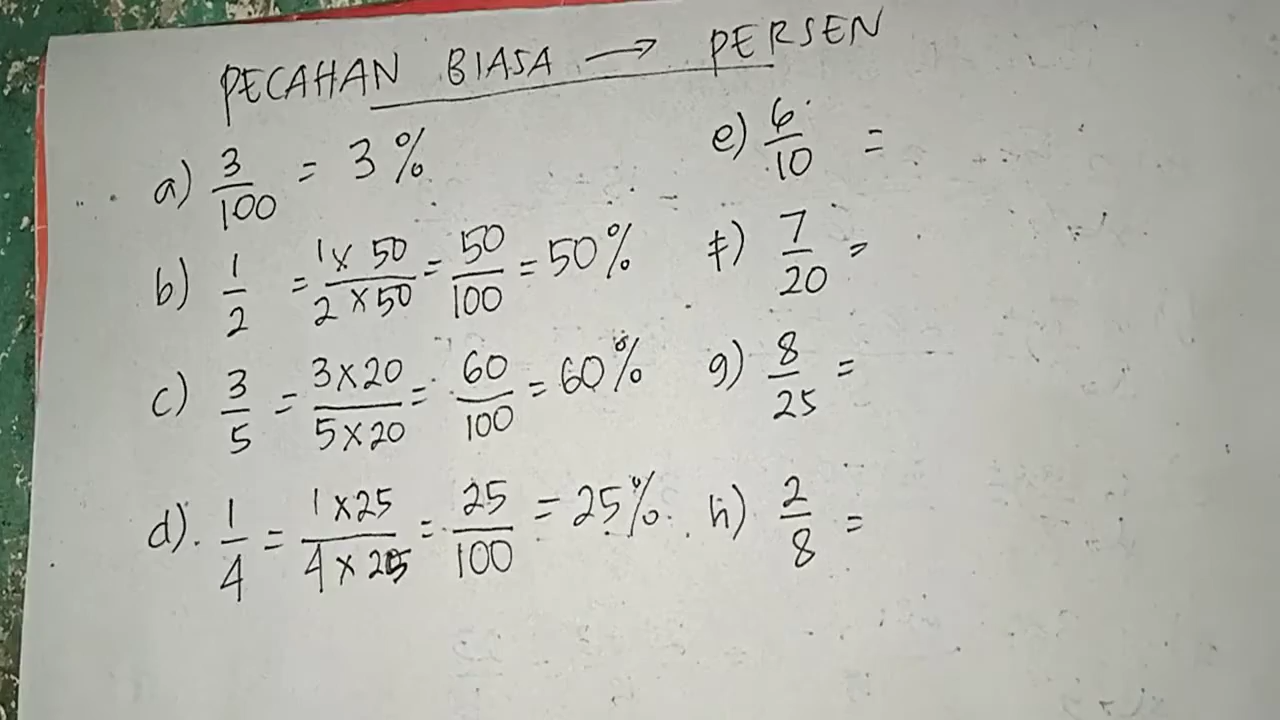 PECAHAN BIASA → PERSEN
a) 3/100 = 3%
b) 1/2 = 1 x 50 / 2 x 50 = 50/100 = 50%
c) 3/5 = 3 x 20 / 5 x 20 = 60/100 = 60%
d). 1/4 = 1 x 25 / 4 x 25 = 25/100 = 25%.
e) 6/10 =
f) 7/20 =
g) 8/25 =
h) 2/8 =